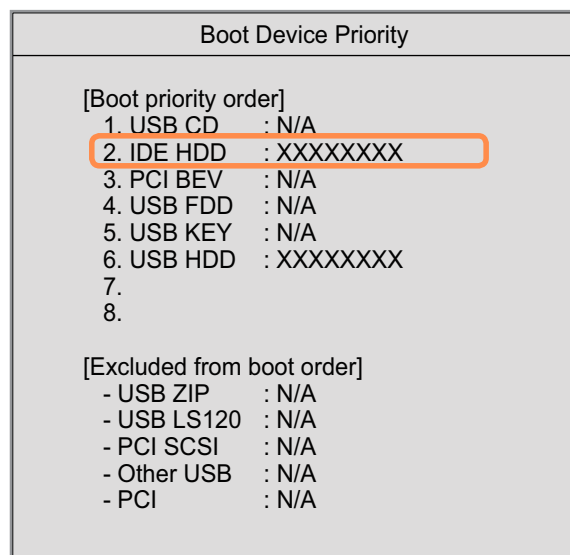 Boot Device Priority
[Boot priority order]
1. USB CD : N/A
2. IDE HDD : XXXXXXXX
3. PCI BEV : N/A
4. USB FDD : N/A
5. USB KEY : N/A
6. USB HDD : XXXXXXXX
7.
8.
[Excluded from boot order]
- USB ZIP : N/A
- USB LS120 : N/A
- PCI SCSI : N/A
- Other USB : N/A
- PCI : N/A